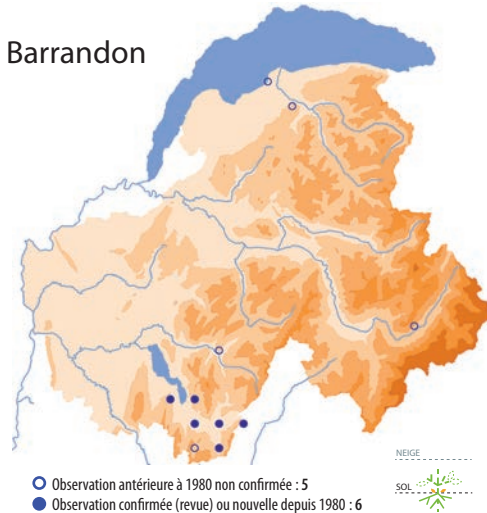 Barrandon
NEIGE
SOL
Observation antérieure à 1980 non confirmée : 5
Observation confirmée (revue) ou nouvelle depuis 1980 : 6